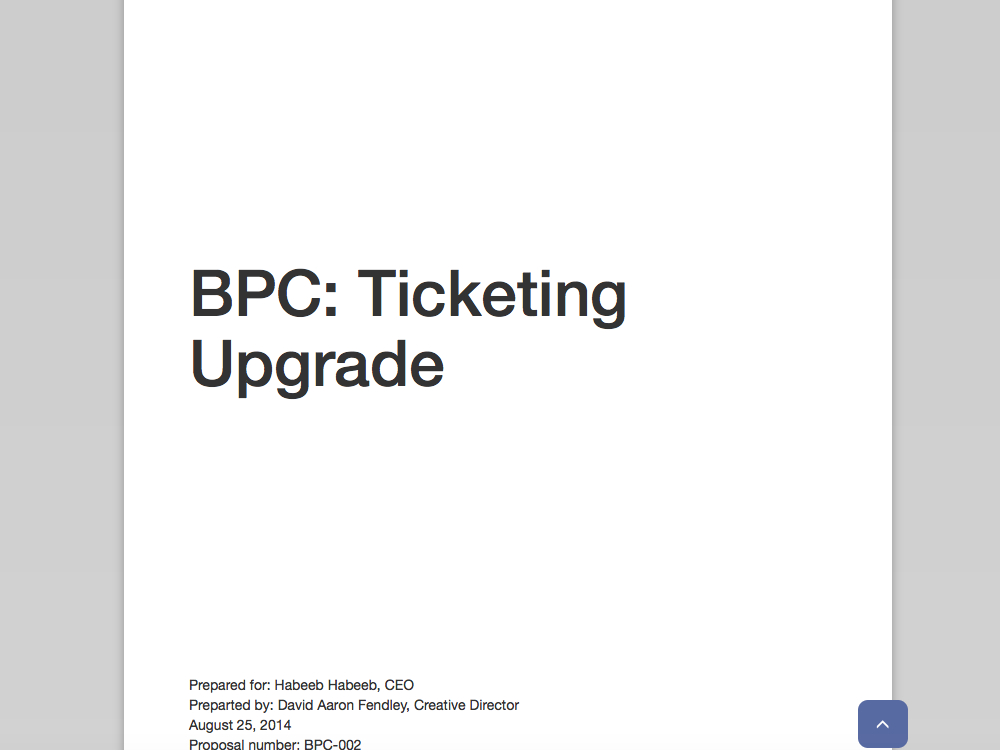 BPC: Ticketing
Upgrade
Prepared for: Habeeb Habeeb, CEO
Preparted by: David Aaron Fendley, Creative Director
August 25, 2014
Proposal number: BPC-002